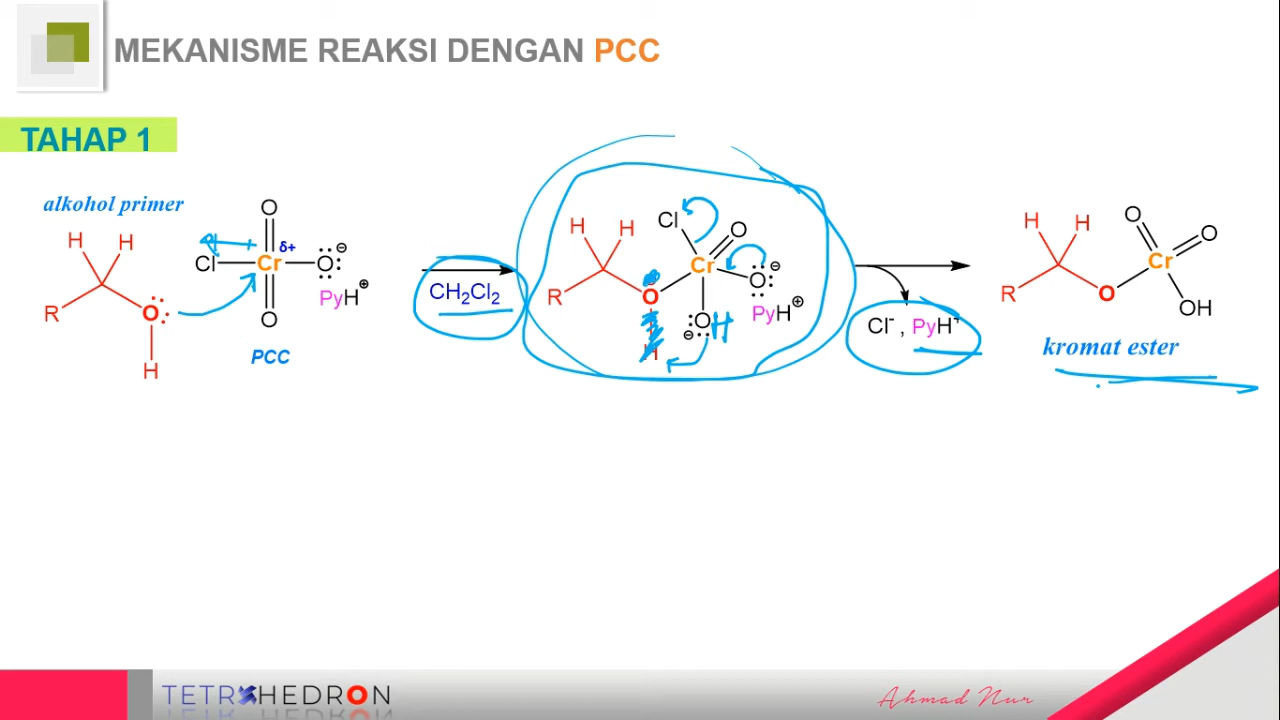 MEKANISME REAKSI DENGAN PCC
TAHAP 1
alkohol primer
H H
R
O
H
O
Cl Cr δ+ O ⊖
PyH ⊕
O
PCC
CH₂Cl₂
H H
R
O
H
Cl
O
Cr
O ⊖
PyH ⊕
O ⊖
H
Cl⁻, PyH⁺
H H
R
O
O
Cr
O
OH
kromat ester
TETRAHEDRON
Ahmad Nur